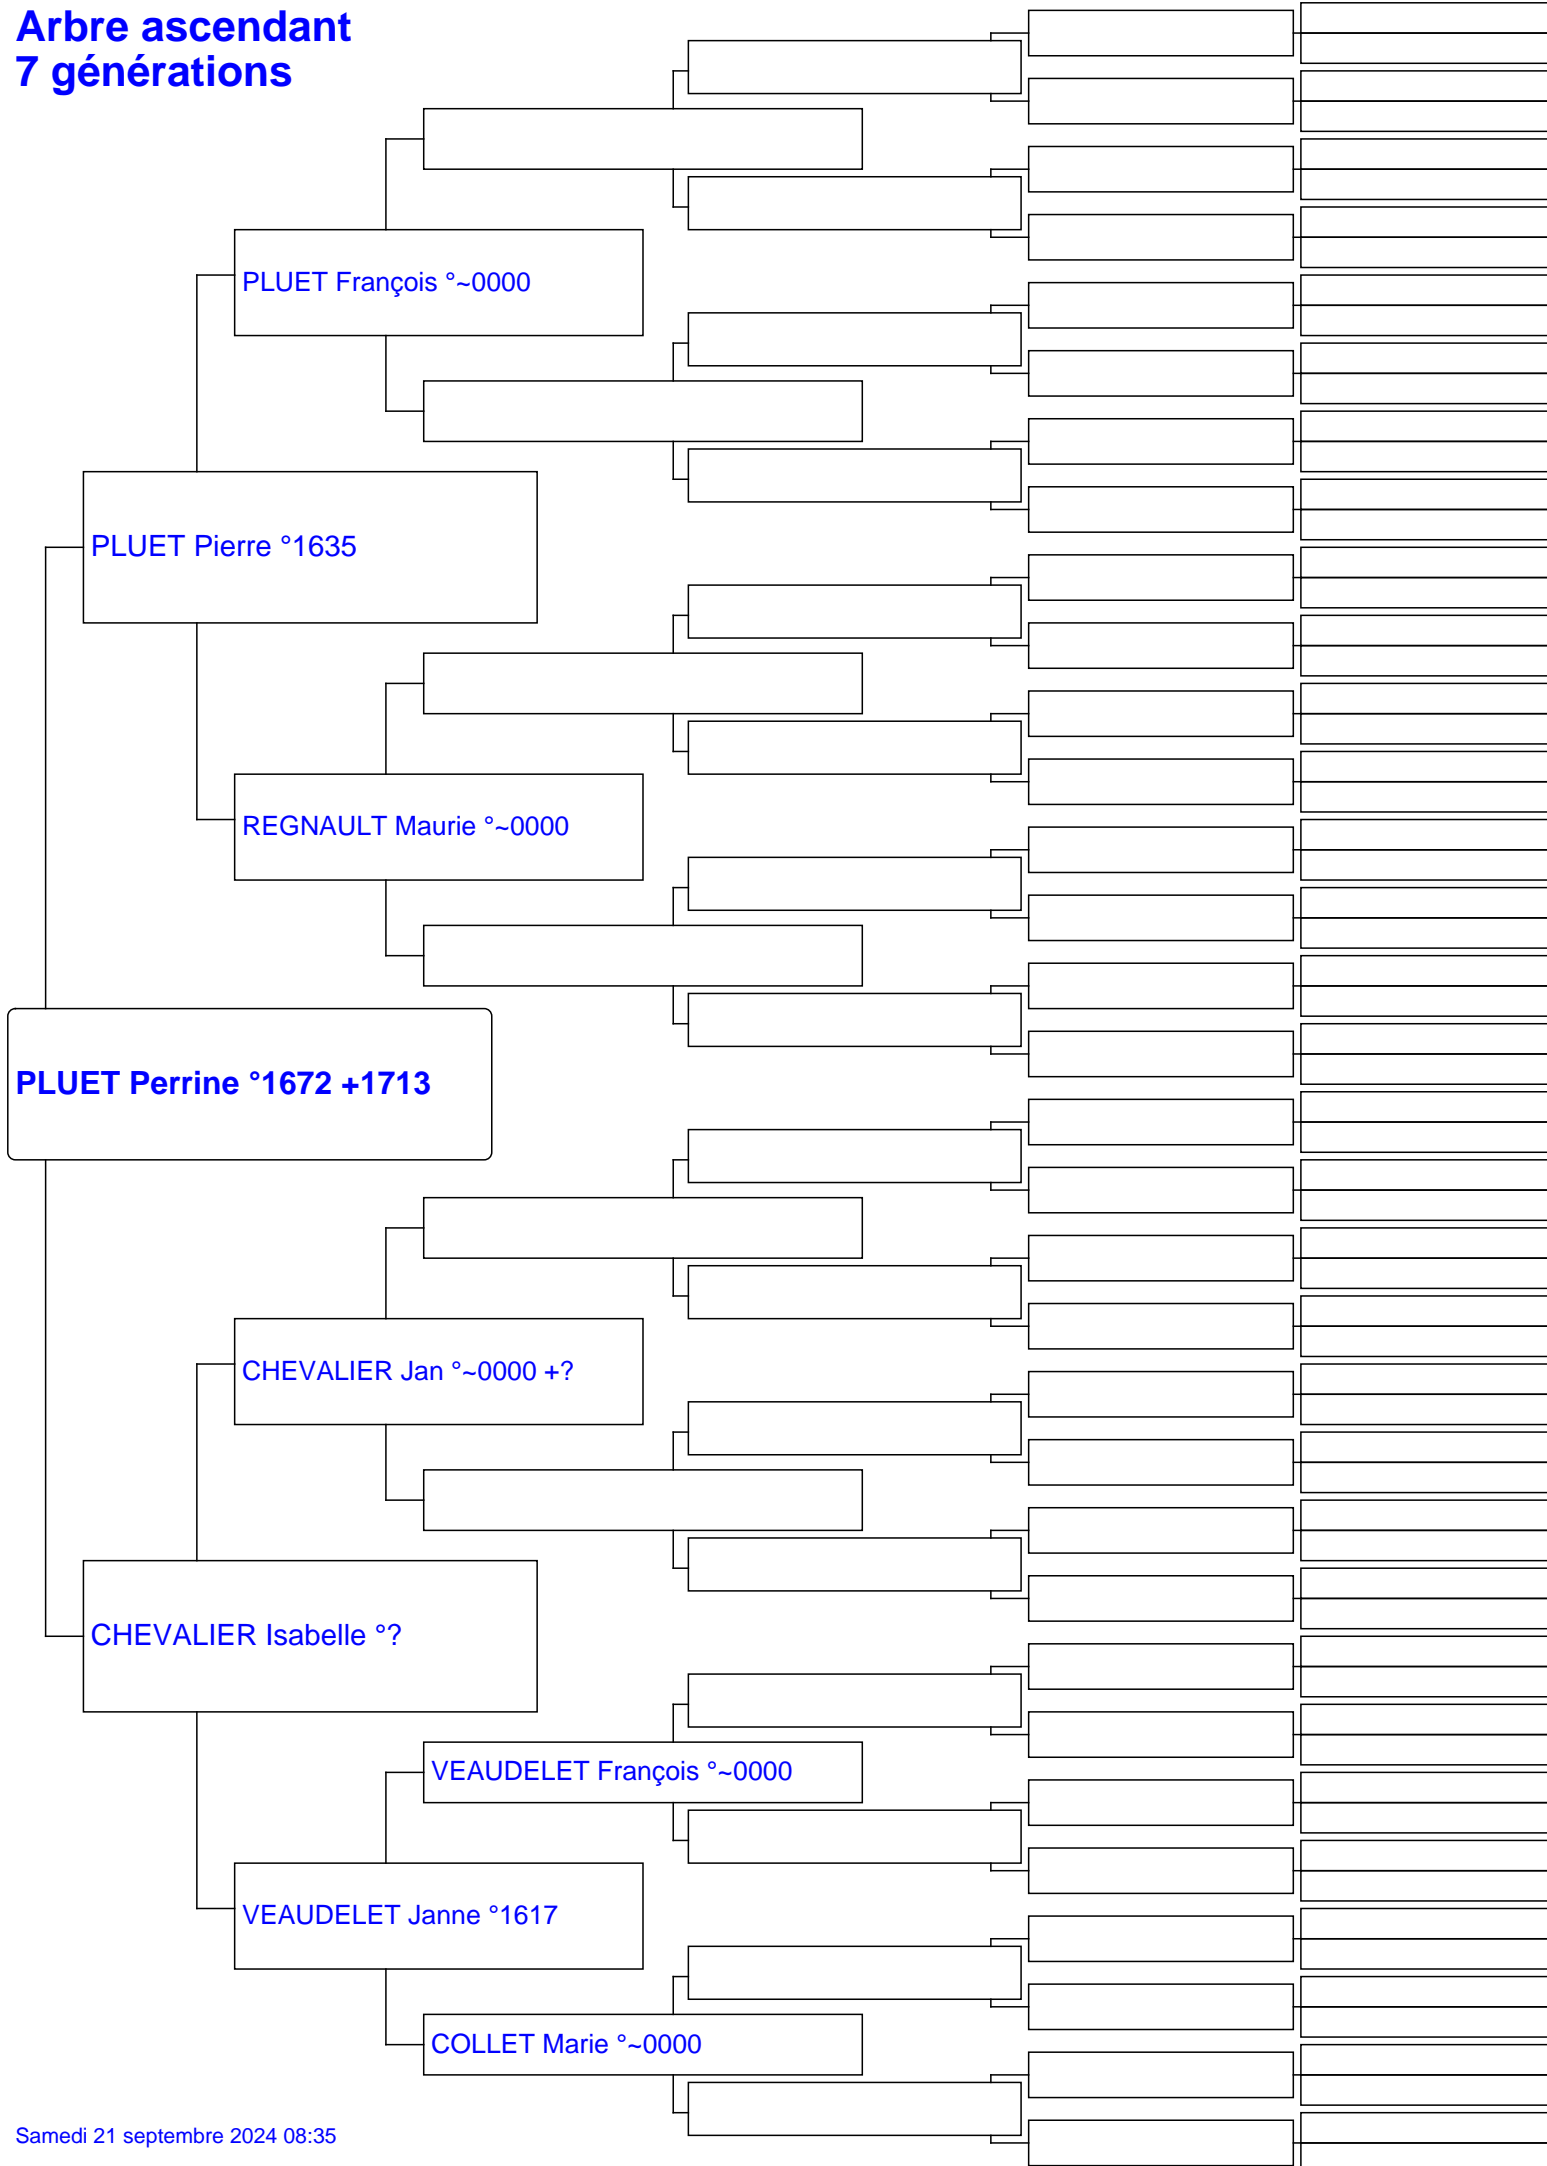 Arbre ascendant
7 générations
PLUET François °~0000
PLUET Pierre °1635
REGNAULT Maurie °~0000
PLUET Perrine °1672 +1713
CHEVALIER Jan °~0000 +?
CHEVALIER Isabelle °?
VEAUDELET François °~0000
VEAUDELET Janne °1617
COLLET Marie °~0000
Samedi 21 septembre 2024 08:35